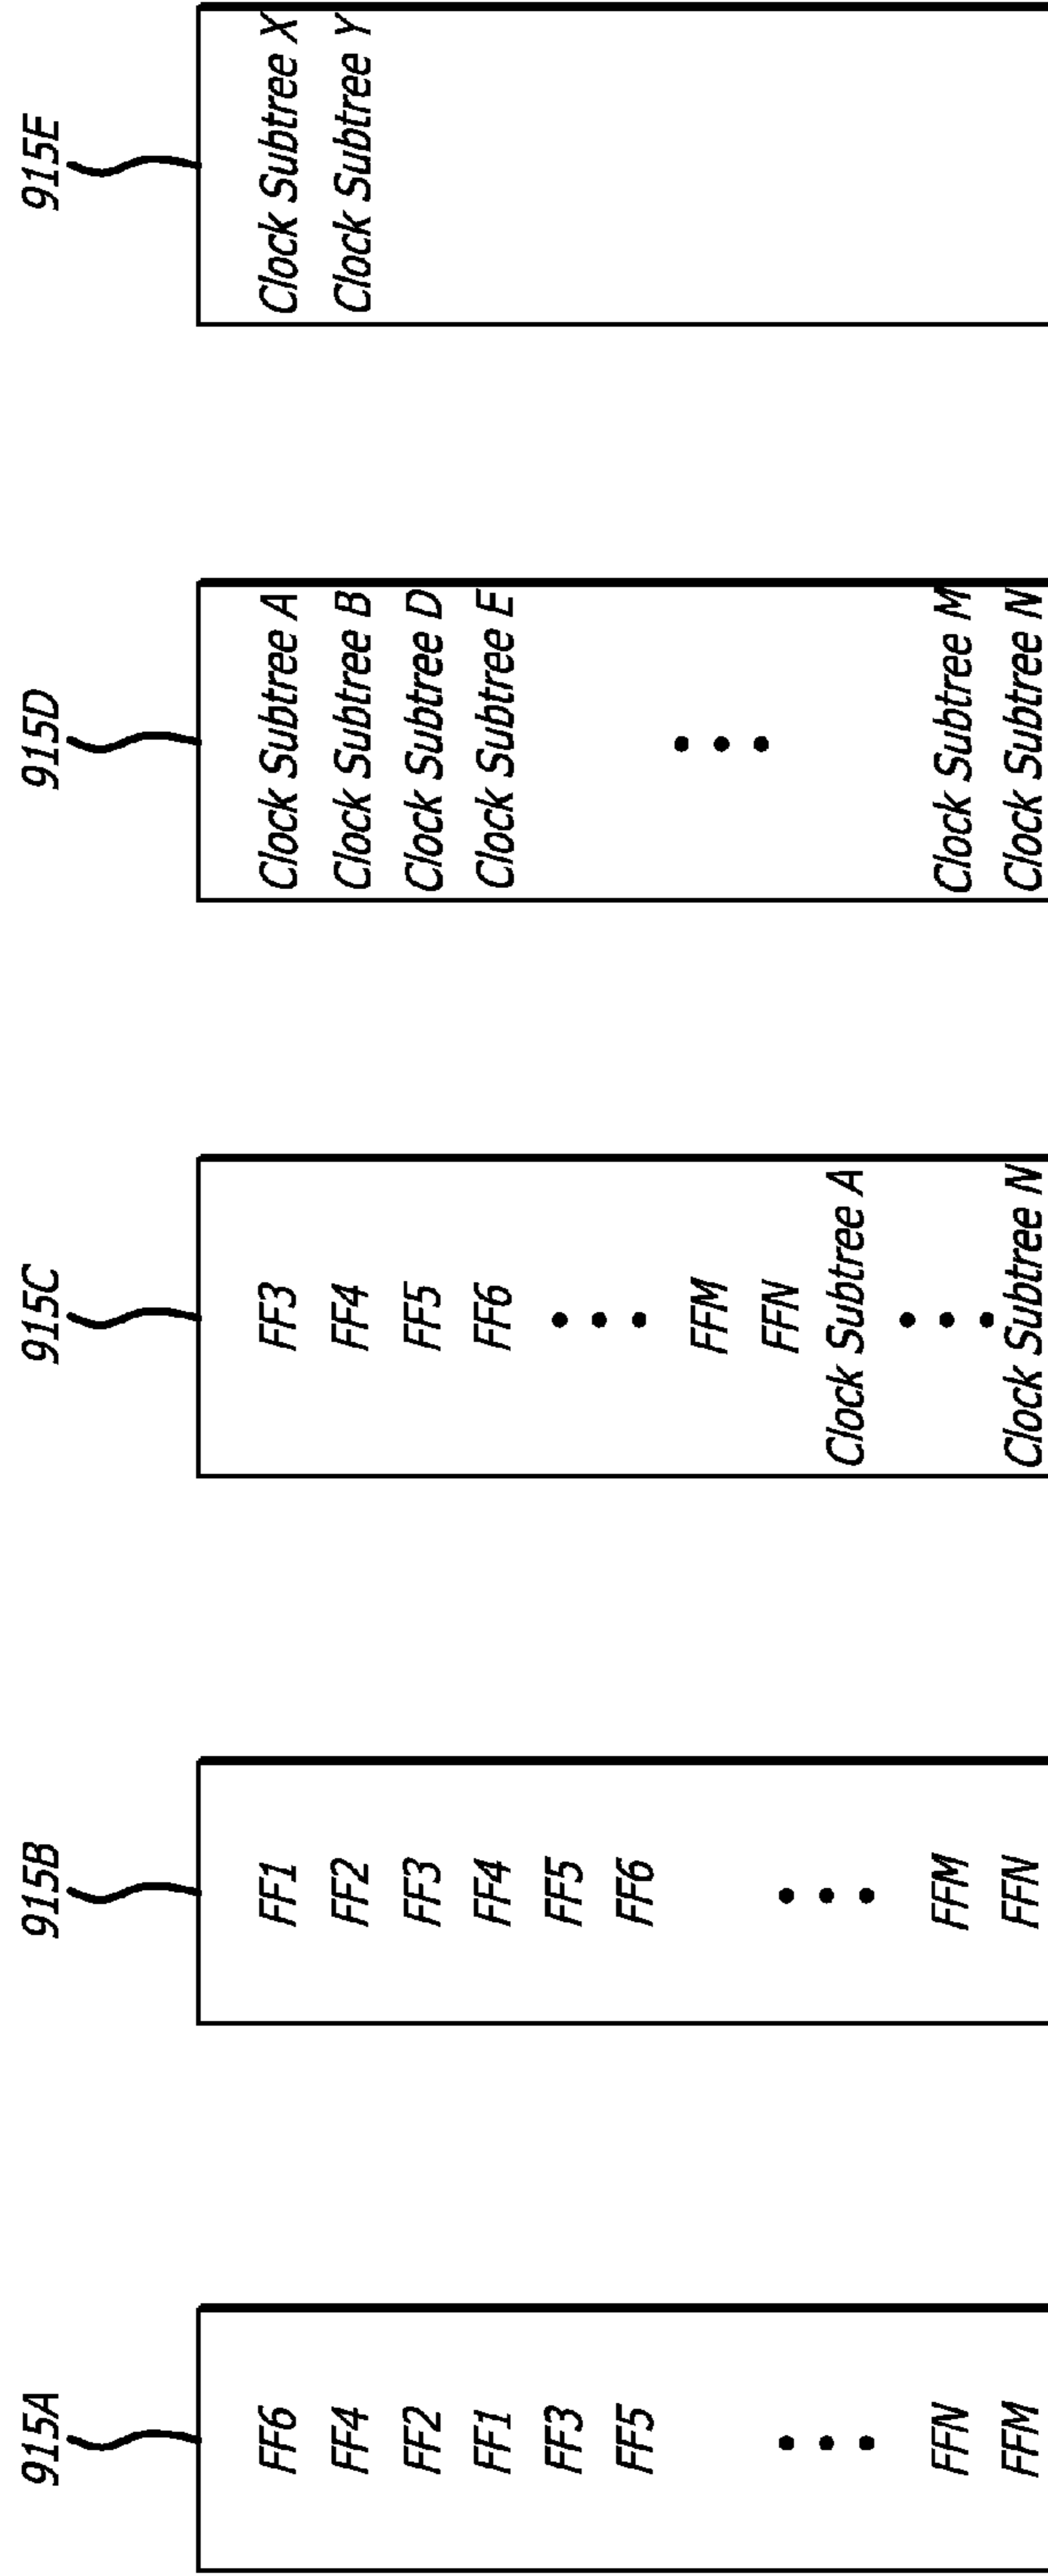 915A
FF6
FF4
FF2
FF1
FF3
FF5
FFN
FFM
915B
FF1
FF2
FF3
FF4
FF5
FF6
FFM
FFN
915C
FF3
FF4
FF5
FF6
FFM
FFN
Clock Subtree A
Clock Subtree N
915D
Clock Subtree A
Clock Subtree B
Clock Subtree D
Clock Subtree E
Clock Subtree M
Clock Subtree N
915E
Clock Subtree X
Clock Subtree Y